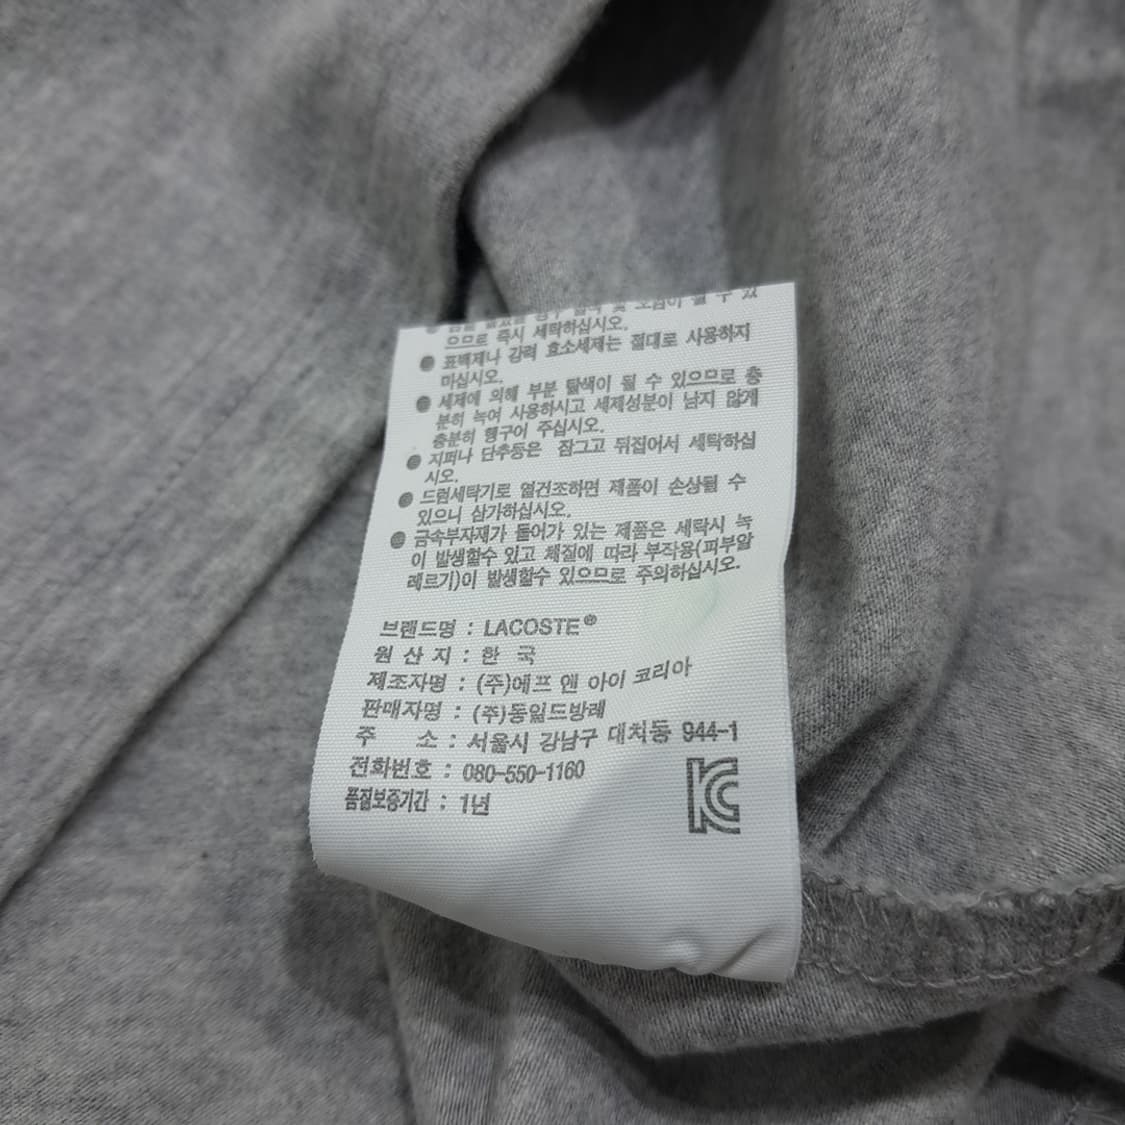 수 있
으므로 즉시 세탁하십시오.
● 표백제나 강력 효소세제는 절대로 사용하지
마십시오.
● 세제에 의해 부분 탈색이 될 수 있으므로 충
분히 녹여 사용하시고 세제성분이 남지 않게
충분히 헹구어 주십시오.
● 지퍼나 단추등은 잠그고 뒤집어서 세탁하십
시오.
● 드럼세탁기로 열건조하면 제품이 손상될 수
있으니 삼가하십시오.
● 금속부자재가 들어가 있는 제품은 세탁시 녹
이 발생할수 있고 체질에 따라 부작용(피부알
레르기)이 발생할수 있으므로 주의하십시오.
브랜드명 : LACOSTE®
원 산 지 : 한 국
제조자명 : (주)에프 엔 아이 코리아
판매자명 : (주)동일드방레
주 소 : 서울시 강남구 대치동 944-1
전화번호 : 080-550-1160
품질보증기간 : 1년
KC